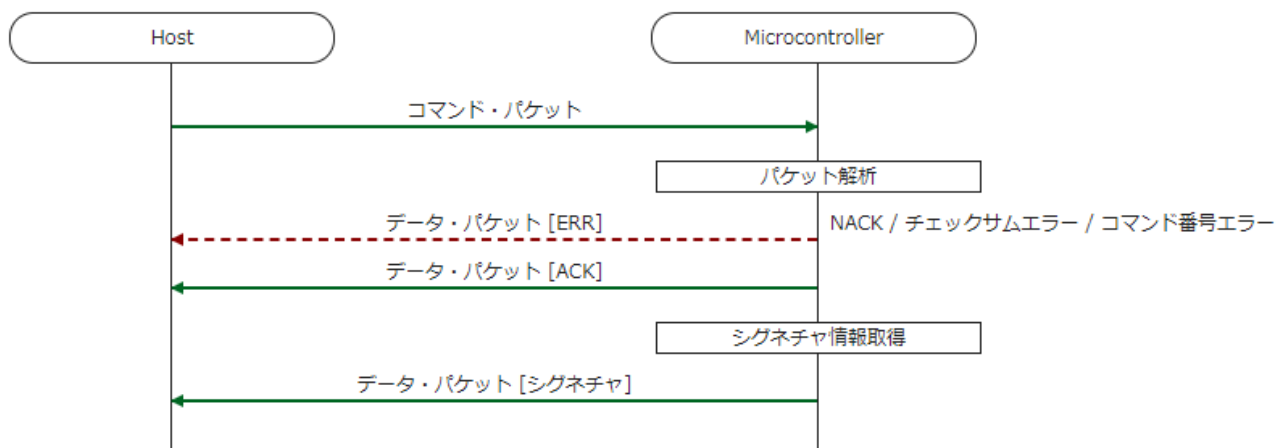 Host
Microcontroller
コマンド・パケット
パケット解析
データ・パケット [ERR]
NACK / チェックサムエラー / コマンド番号エラー
データ・パケット [ACK]
シグネチャ情報取得
データ・パケット [シグネチャ]